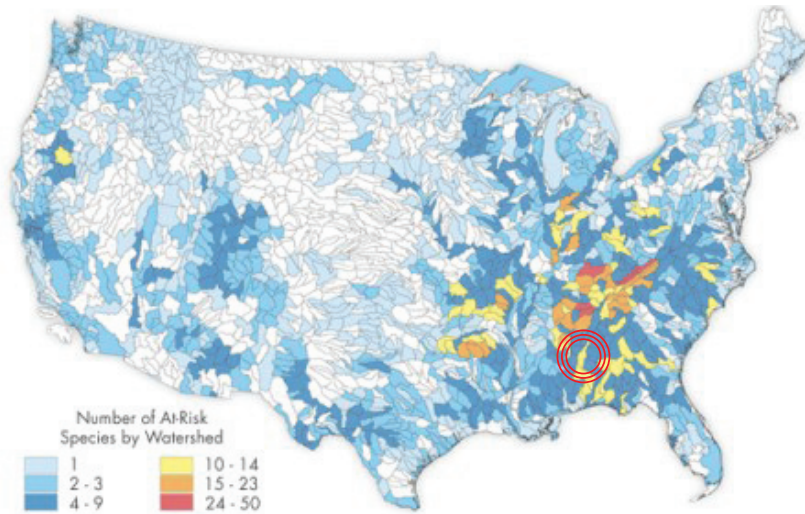 Number of At-Risk
Species by Watershed
1
2 - 3
4 - 9
10 - 14
15 - 23
24 - 50